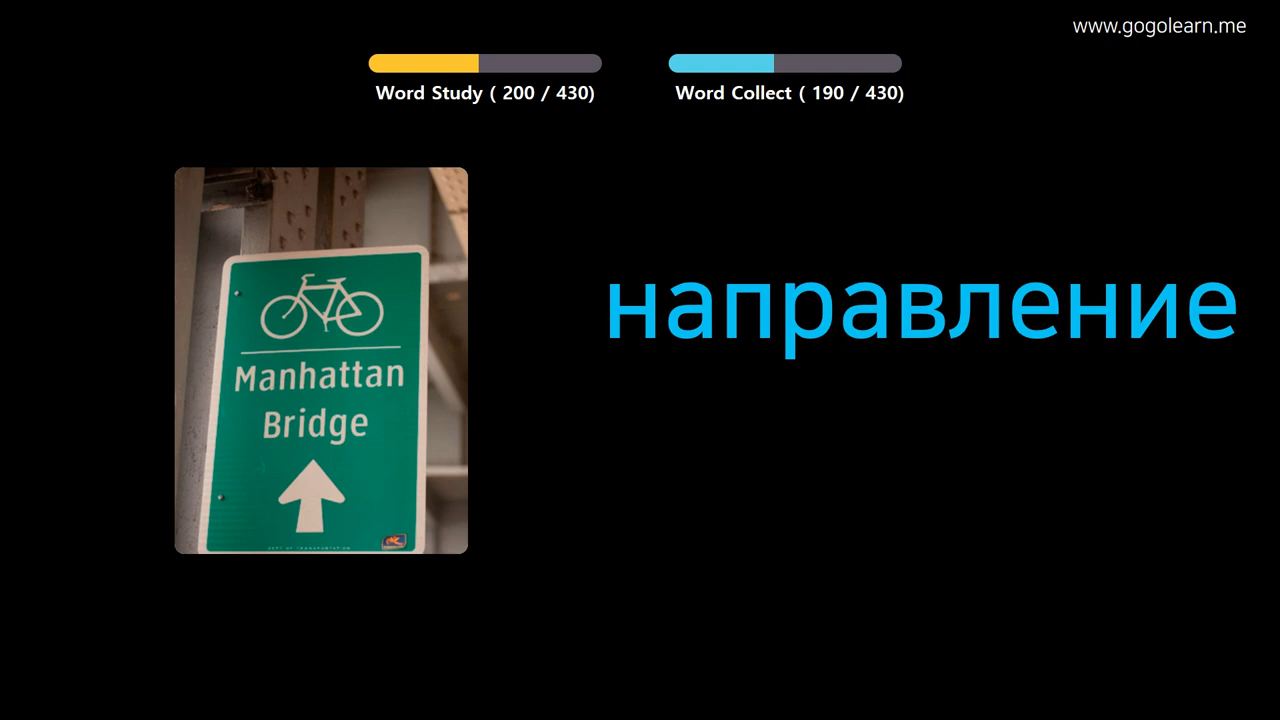 www.gogolearn.me
Word Study ( 200 / 430)
Word Collect ( 190 / 430)
направление
Manhattan
Bridge